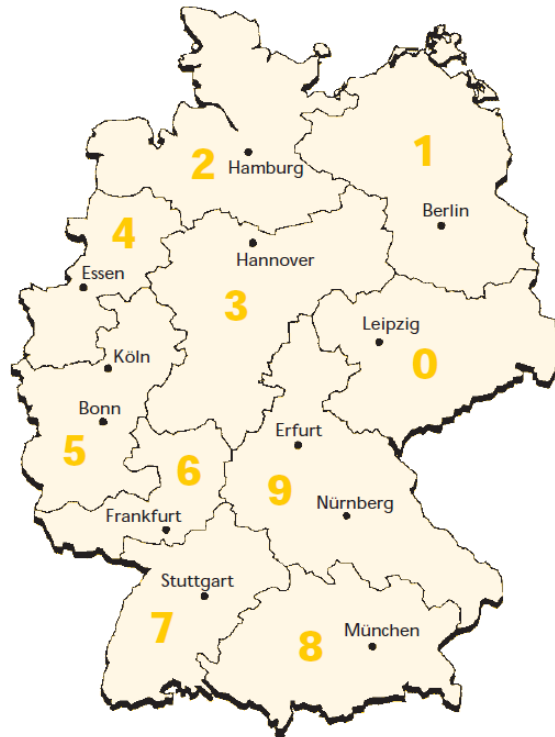 1
2
Hamburg
Berlin
4
Hannover
Essen
3
Leipzig
Köln
0
Bonn
Erfurt
5
6
9
Nürnberg
Frankfurt
Stuttgart
7
München
8